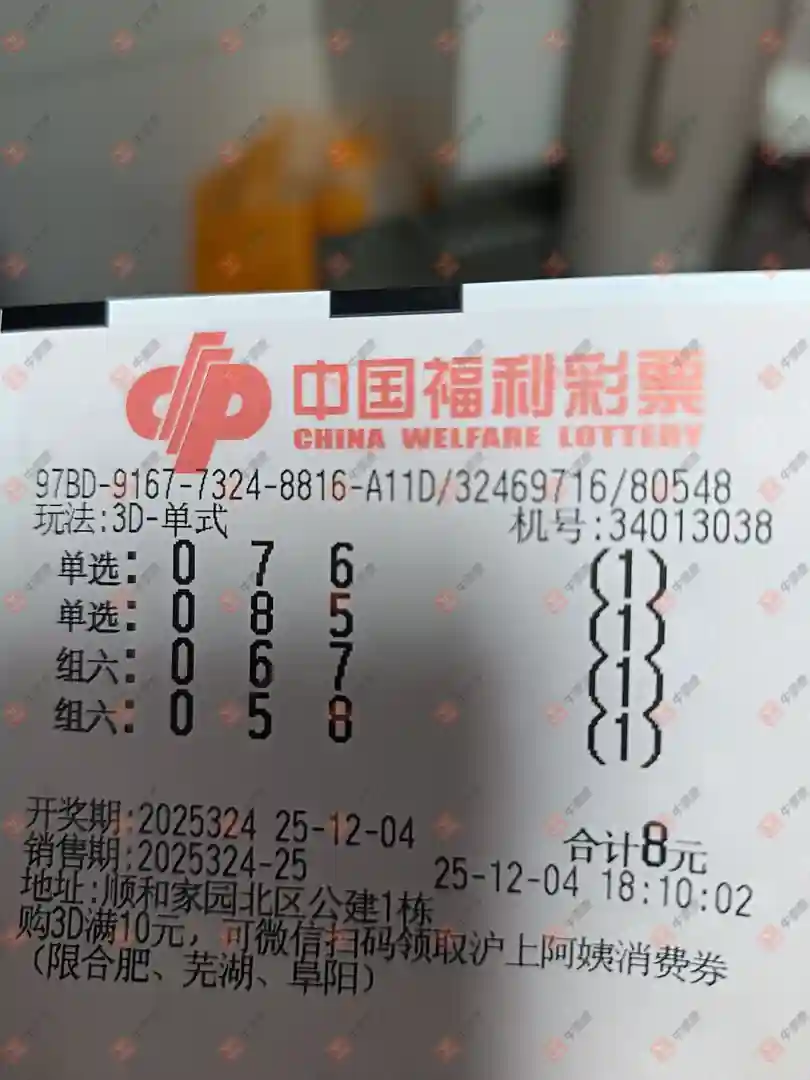 中国福利彩票
CHINA WELFARE LOTTERY
97BD-9167-7324-8816-A11D/32469716/80548
玩法:3D-单式 机号:34013038
单选: 0 7 6 (1)
单选: 0 8 5 (1)
组六: 0 6 7 (1)
组六: 0 5 8 (1)
开奖期:2025324 25-12-04 合计8元
销售期:2025324-25 25-12-04 18:10:02
地址:顺和家园北区公建1栋
购3D满10元，可微信扫码领取沪上阿姨消费券
(限合肥、芜湖、阜阳)